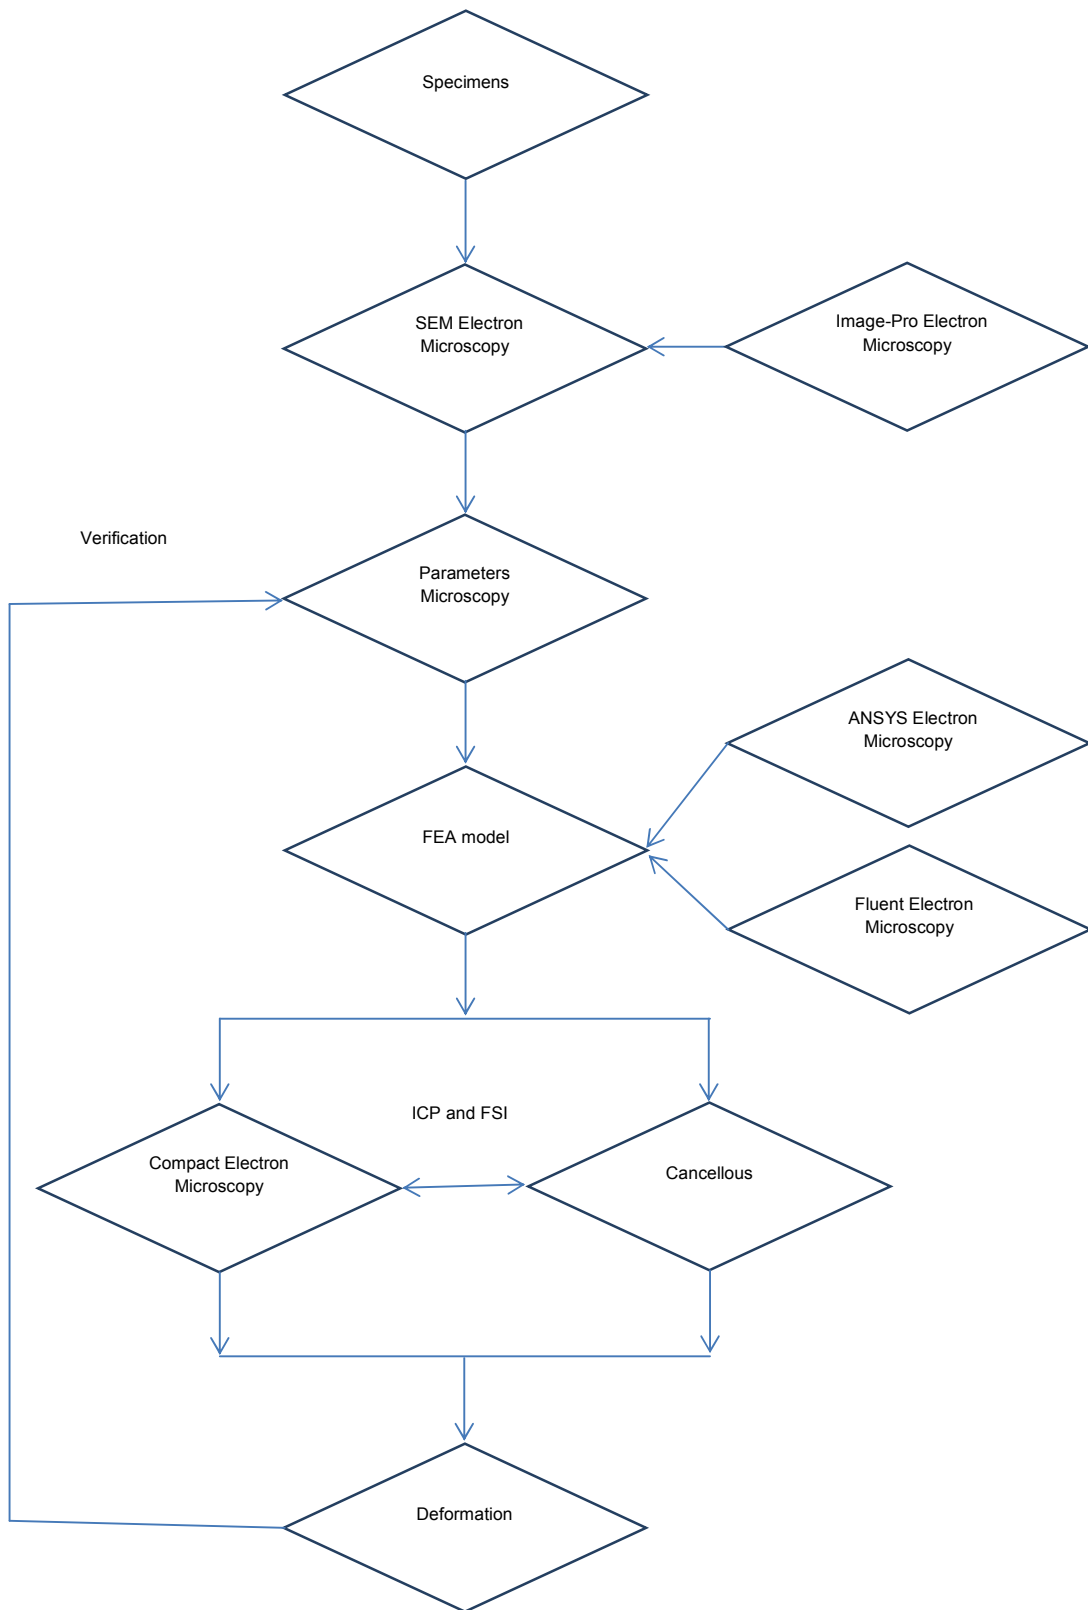 Specimens
SEM Electron
Microscopy
Image-Pro Electron
Microscopy
Verification
Parameters
Microscopy
ANSYS Electron
Microscopy
FEA model
Fluent Electron
Microscopy
ICP and FSI
Compact Electron
Microscopy
Cancellous
Deformation